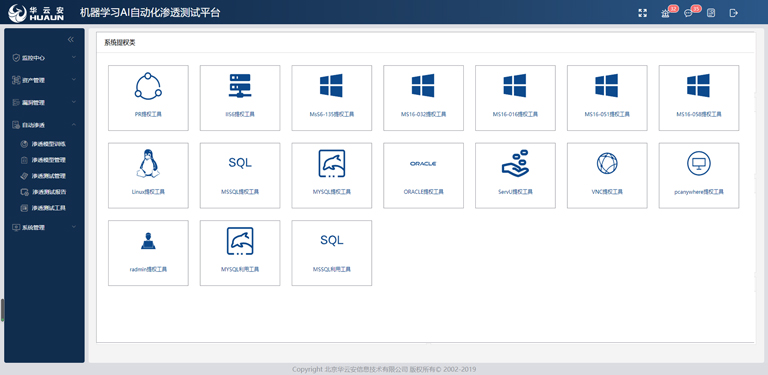 华云安
HUAUN
机器学习AI自动化渗透测试平台
32
35
监控中心
资产管理
漏洞管理
自动渗透
渗透模型训练
渗透模型管理
渗透测试管理
渗透测试报告
渗透测试工具
系统管理
系统提权类
PR提权工具
IIS6提权工具
Ms56-135提权工具
MS16-032提权工具
MS16-016提权工具
MS16-051提权工具
MS16-058提权工具
Linux提权工具
SQL
MSSQL提权工具
MYSQL提权工具
ORACLE
ORACLE提权工具
ServU提权工具
VNC提权工具
pcanywhere提权工具
radmin提权工具
MYSQL利用工具
SQL
MSSQL利用工具
Copyright 北京华云安信息技术有限公司 版权所有© 2002-2019